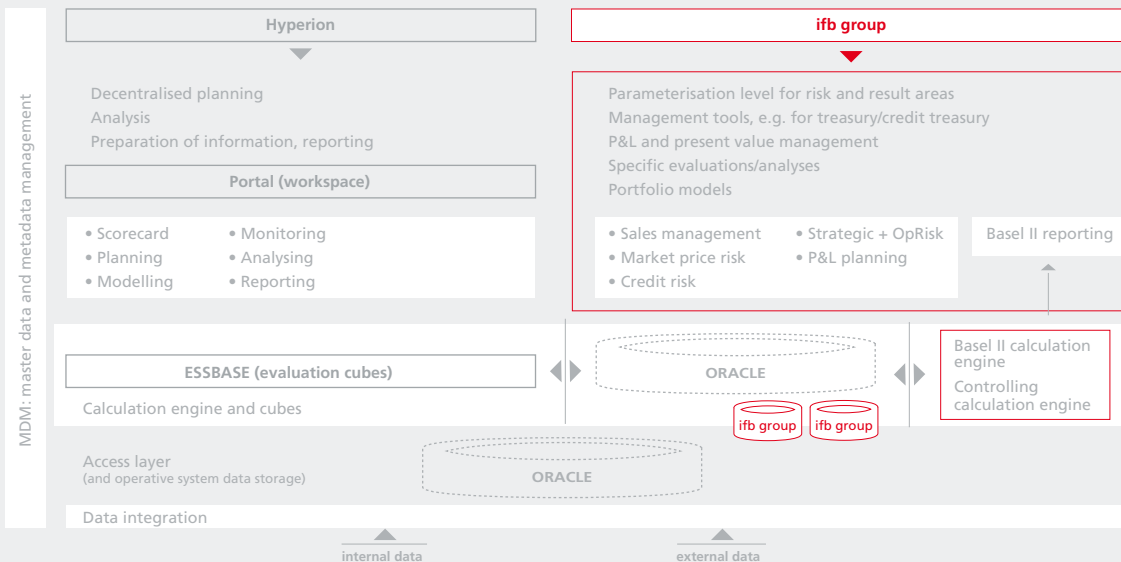 MDM: master data and metadata management
Hyperion
Decentralised planning
Analysis
Preparation of information, reporting
Portal (workspace)
• Scorecard
• Planning
• Modelling
• Monitoring
• Analysing
• Reporting
ifb group
Parameterisation level for risk and result areas
Management tools, e.g. for treasury/credit treasury
P&L and present value management
Specific evaluations/analyses
Portfolio models
• Sales management
• Market price risk
• Credit risk
• Strategic + OpRisk
• P&L planning
Basel II reporting
ESSBASE (evaluation cubes)
Calculation engine and cubes
ORACLE
ifb group
ifb group
Basel II calculation
engine
Controlling
calculation engine
Access layer
(and operative system data storage)
ORACLE
Data integration
internal data
external data